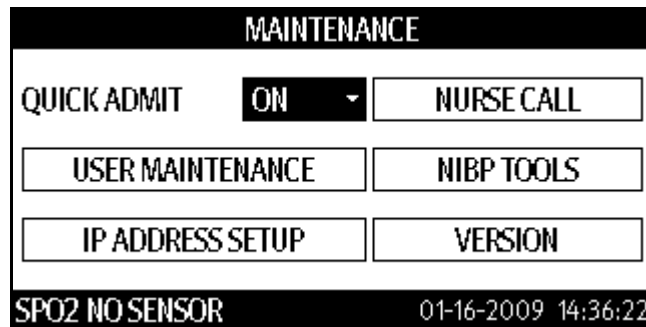 MAINTENANCE
QUICK ADMIT ON NURSE CALL
USER MAINTENANCE NIBP TOOLS
IP ADDRESS SETUP VERSION
SPO2 NO SENSOR 01-16-2009 14:36:22